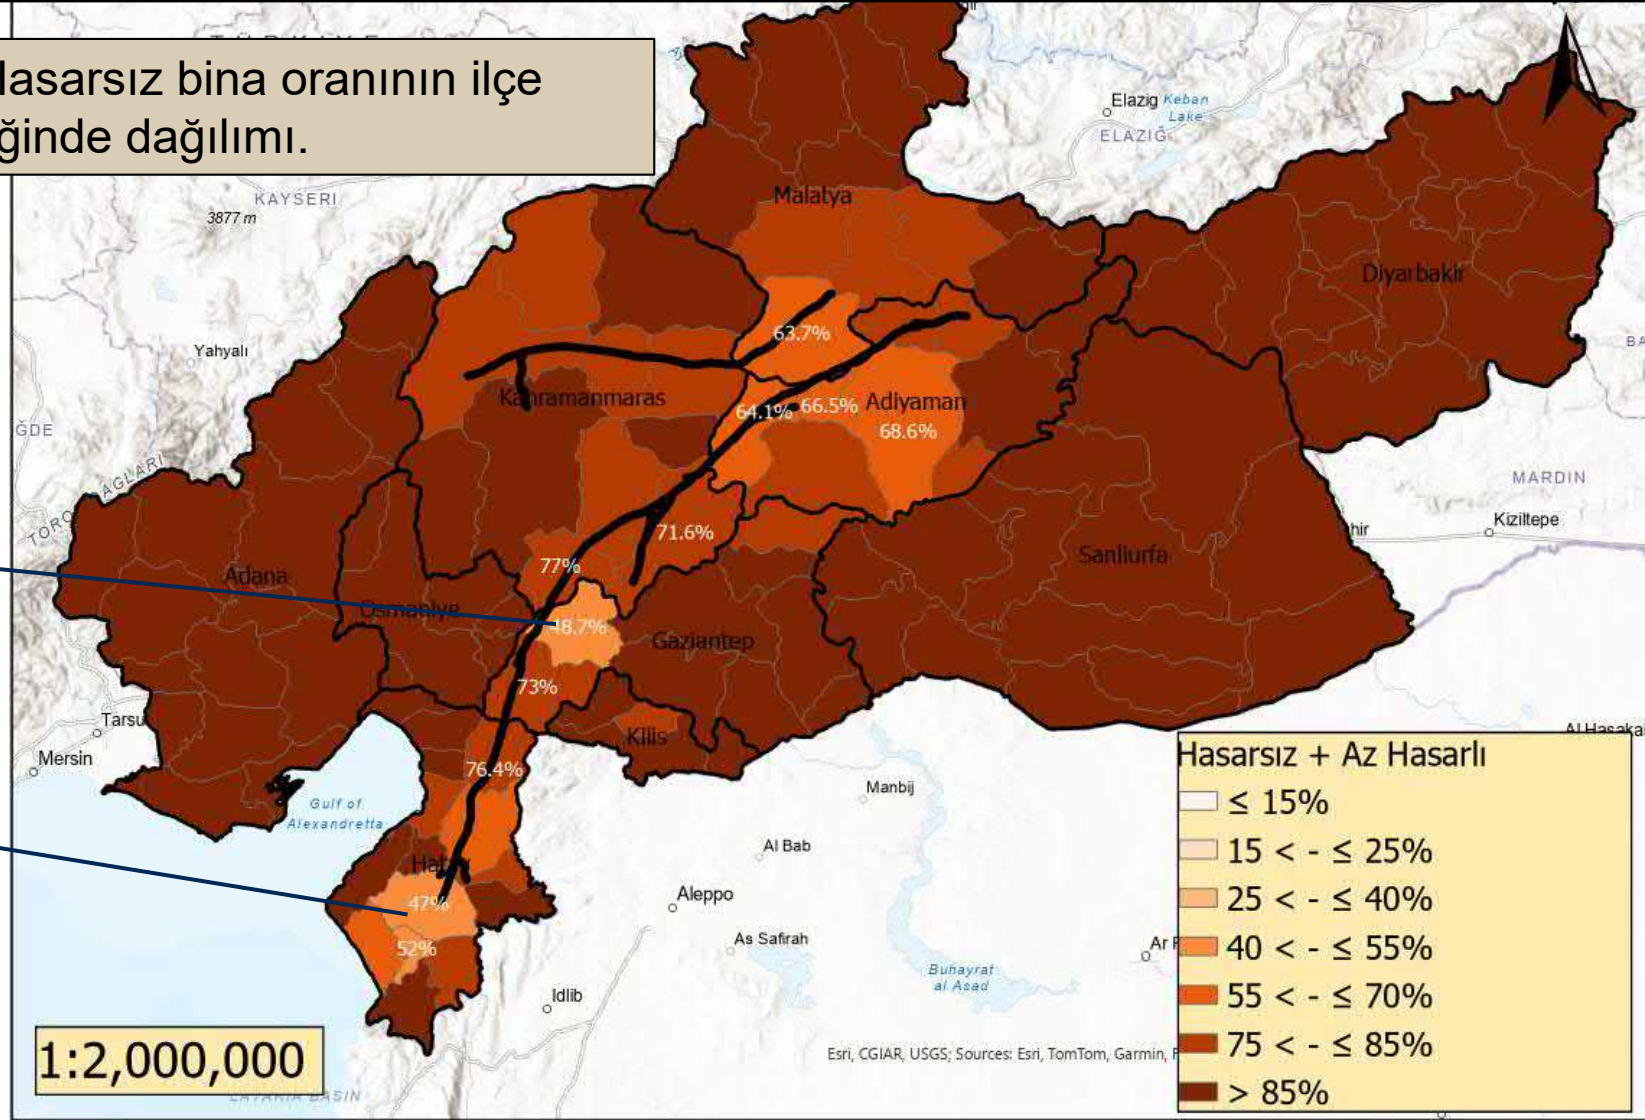 Hasarsız bina oranının ilçe
dağılımı.
KAYSERI
3877 m
Elazig
Keban
Lake
ELAZIĞ
Malatya
Diyarbakir
Yahyalı
63.7%
Kahramanmaras
64.1%
66.5%
Adiyaman
68.6%
MARDIN
Kiziltepe
71.6%
77%
Sanliurfa
Adana
Osmaniye
48.7%
Gaziantep
73%
Kilis
Mersin
76.4%
Manbij
Gulf of
Alexandretta
Al Bab
Hatay
47%
Aleppo
52%
As Safirah
Buhayrat
al Asad
Idlib
Hasarsız + Az Hasarlı
≤ 15%
15 < - ≤ 25%
25 < - ≤ 40%
40 < - ≤ 55%
55 < - ≤ 70%
75 < - ≤ 85%
> 85%
1:2,000,000
Esri, CGIAR, USGS; Sources: Esri, TomTom, Garmin,
LATAKIA BASIN